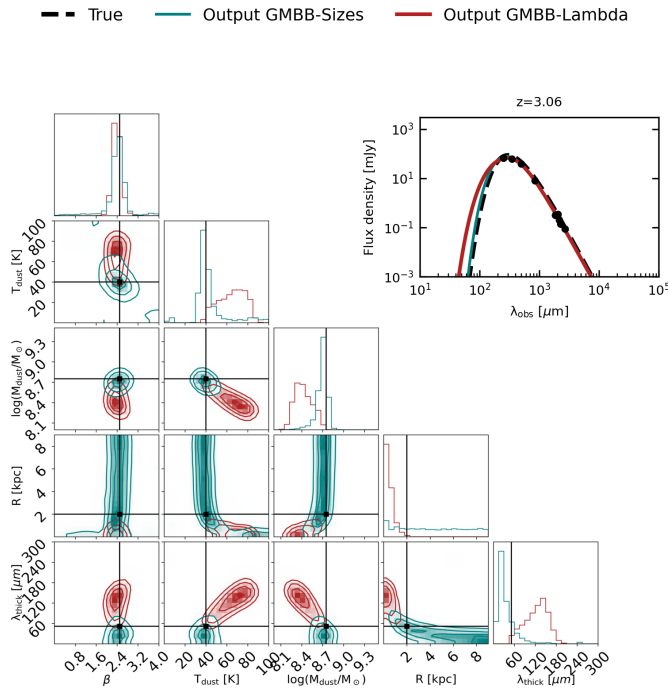 True Output GMBB-Sizes Output GMBB-Lambda
z=3.06
Flux density [mJy]
10³
10¹
10⁻¹
10⁻³
10¹ 10² 10³ 10⁴ 10⁵
λobs [μm]
Tdust [K]
100
80
60
40
20
log(Mdust/M⊙)
9.3
9.0
8.7
8.4
8.1
R [kpc]
8
6
4
2
λthick [μm]
300
240
180
120
60
0.8 1.6 2.4 3.2 4.0
β
20 40 60 80 100
Tdust [K]
8.1 8.4 8.7 9.0 9.3
log(Mdust/M⊙)
2 4 6 8
R [kpc]
60 120 180 240 300
λthick [μm]